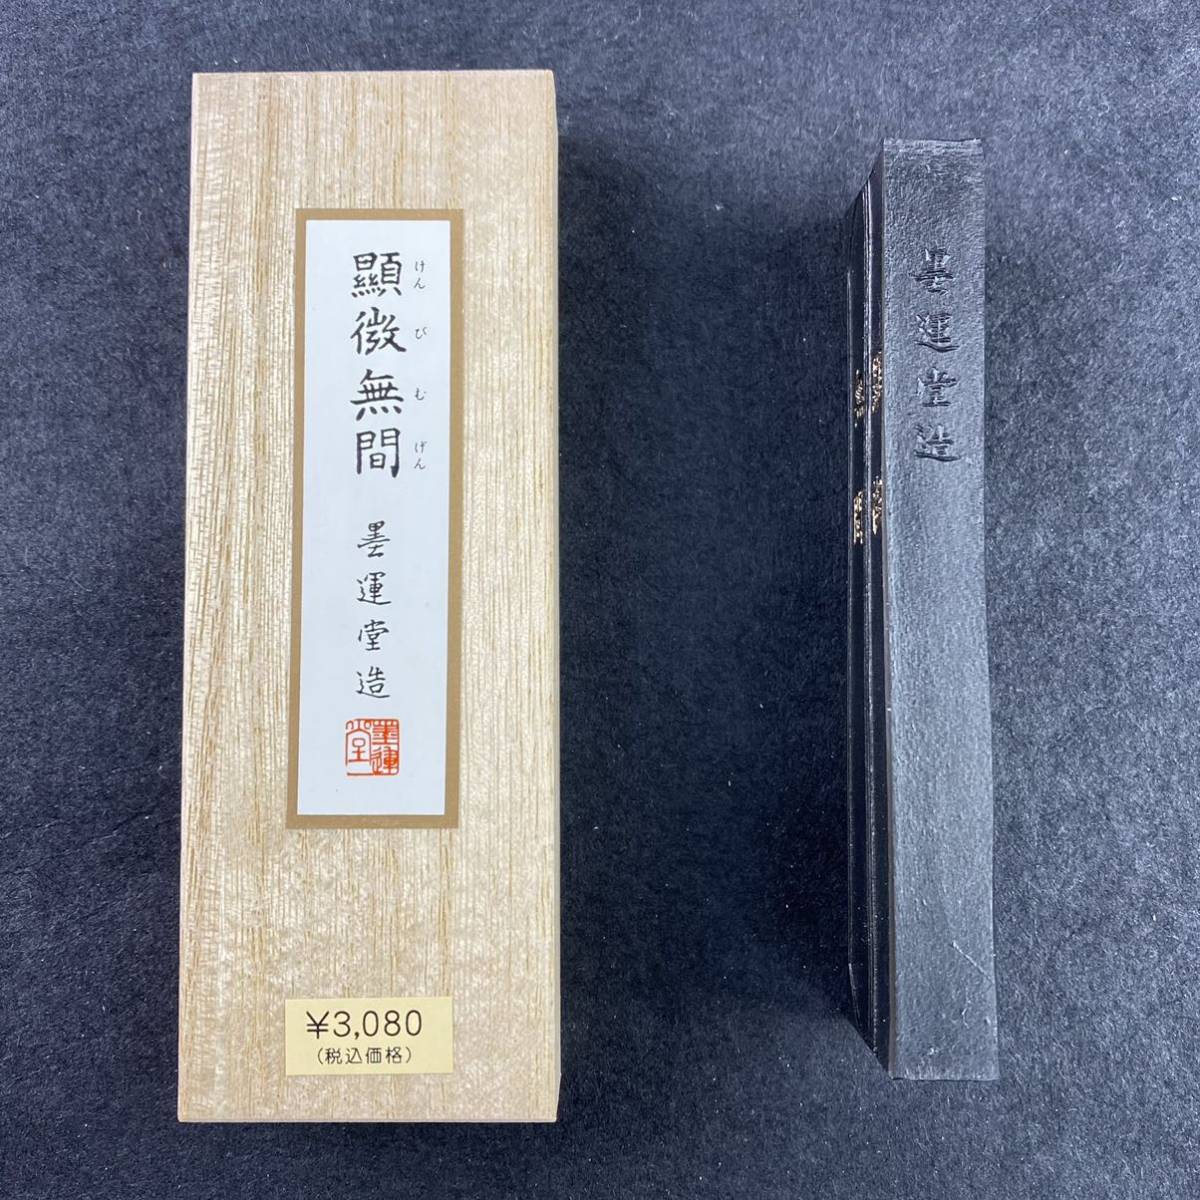 顯微無間
けんびむげん
墨運堂造
墨運堂
¥3,080
(税込価格)
墨運堂造